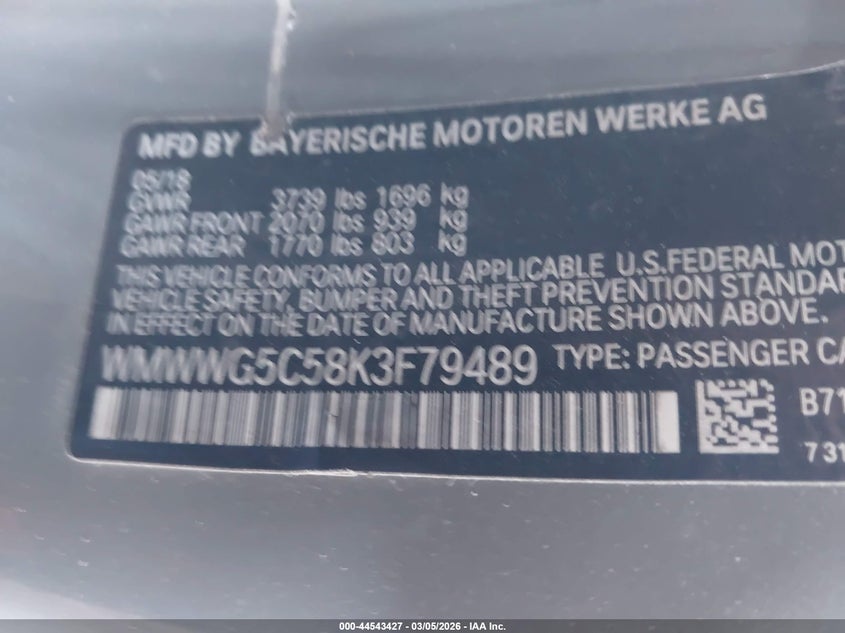 MFD BY BAYERISCHE MOTOREN WERKE AG
05/18
GVWR 3739 lbs 1696 kg
GAWR FRONT 2070 lbs 939 kg
GAWR REAR 1770 lbs 803 kg
THIS VEHICLE CONFORMS TO ALL APPLICABLE U.S.FEDERAL MOT
VEHICLE SAFETY, BUMPER AND THEFT PREVENTION STANDAR
IN EFFECT ON THE DATE OF MANUFACTURE SHOWN ABOVE.
WMWWG5C58K3F79489 TYPE: PASSENGER CA
B71
731
000-44543427 | 03/05/2026 – IAA Inc.